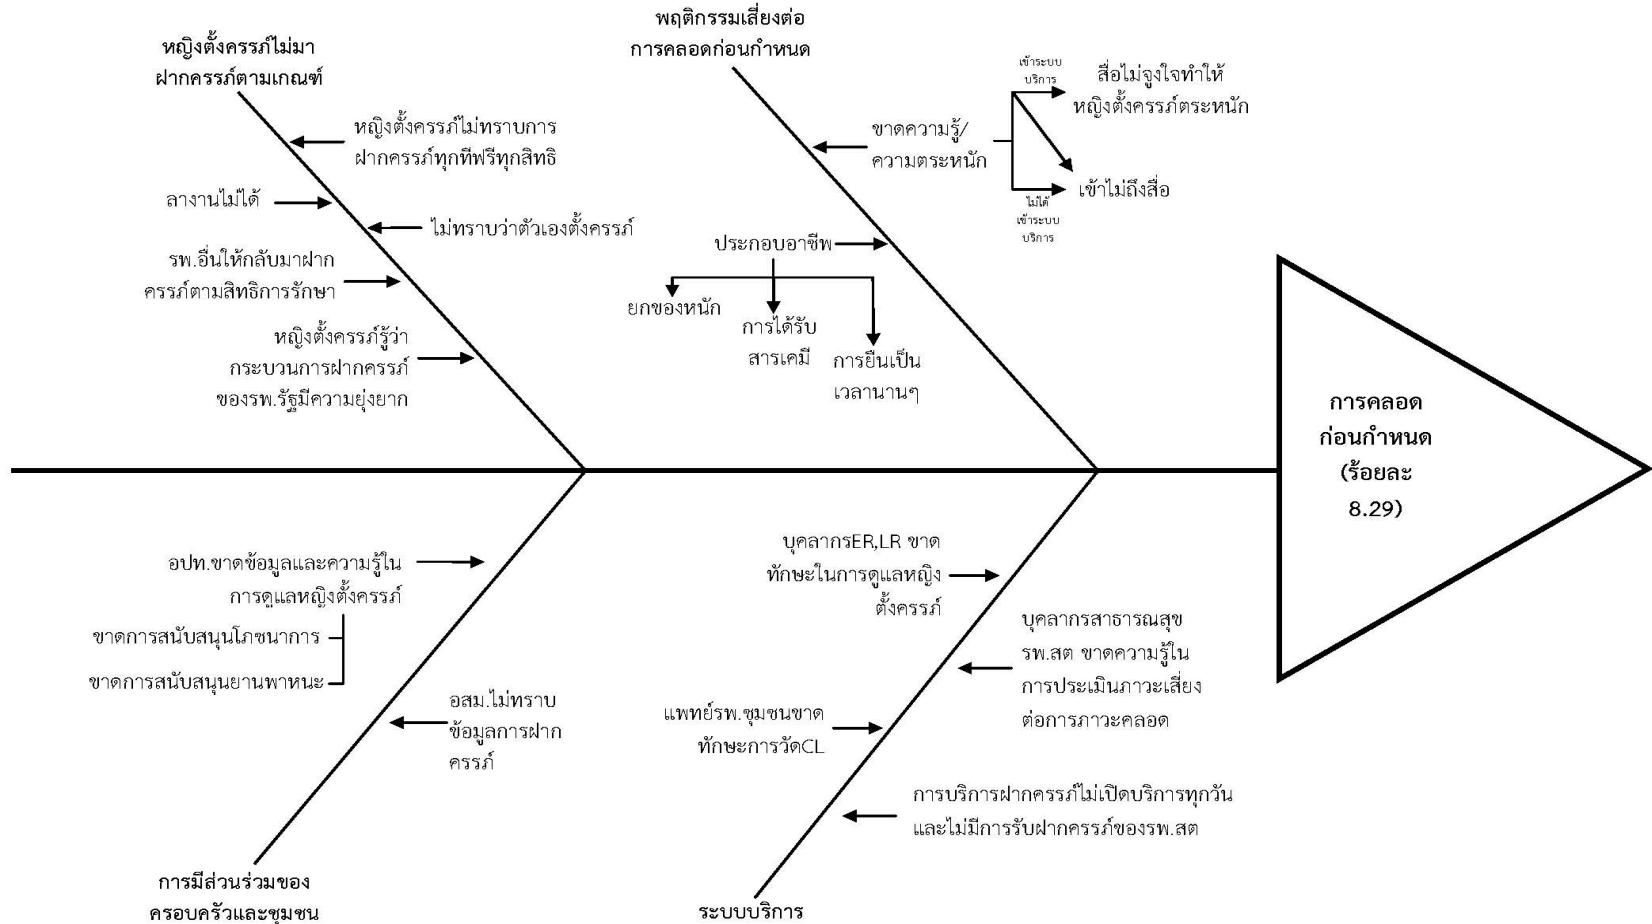 หญิงตั้งครรภ์ไม่มา
ฝากครรภ์ตามเกณฑ์
หญิงตั้งครรภ์ไม่ทราบการ
ฝากครรภ์ทุกทีฟรีทุกสิทธิ
ลางานไม่ได้
ไม่ทราบว่าตัวเองตั้งครรภ์
รพ.อื่นให้กลับมาฝาก
ครรภ์ตามสิทธิการรักษา
หญิงตั้งครรภ์รู้ว่า
กระบวนการฝากครรภ์
ของรพ.รัฐมีความยุ่งยาก
พฤติกรรมเสี่ยงต่อ
การคลอดก่อนกำหนด
ขาดความรู้/
ความตระหนัก
เข้าระบบ
บริการ
สื่อไม่จูงใจทำให้
หญิงตั้งครรภ์ตระหนัก
เข้าไม่ถึงสื่อ
ไม่ได้
เข้าระบบ
บริการ
ประกอบอาชีพ
ยกของหนัก
การได้รับ
สารเคมี
การยืนเป็น
เวลานานๆ
การคลอด
ก่อนกำหนด
(ร้อยละ
8.29)
อปท.ขาดข้อมูลและความรู้ใน
การดูแลหญิงตั้งครรภ์
ขาดการสนับสนุนโภชนาการ
ขาดการสนับสนุนยานพาหนะ
อสม.ไม่ทราบ
ข้อมูลการฝาก
ครรภ์
การมีส่วนร่วมของ
ครอบครัวและชุมชน
บุคลากรER,LR ขาด
ทักษะในการดูแลหญิง
ตั้งครรภ์
บุคลากรสาธารณสุข
รพ.สต ขาดความรู้ใน
การประเมินภาวะเสี่ยง
ต่อการภาวะคลอด
แพทย์รพ.ชุมชนขาด
ทักษะการวัดCL
การบริการฝากครรภ์ไม่เปิดบริการทุกวัน
และไม่มีการรับฝากครรภ์ของรพ.สต
ระบบบริการ